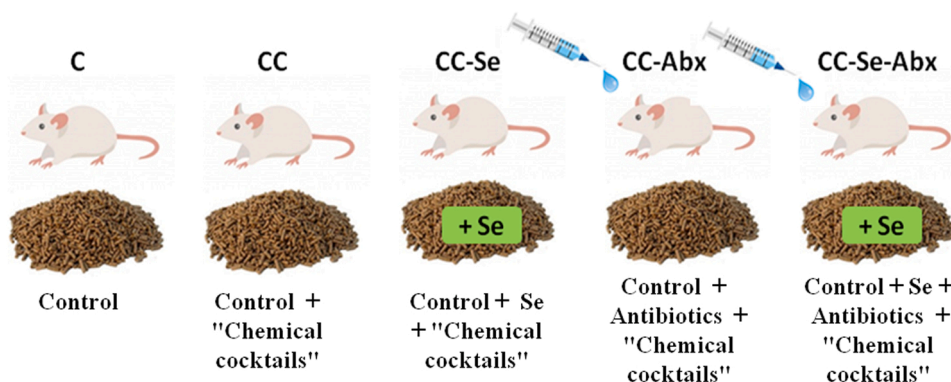 C
CC
CC-Se
CC-Abx
CC-Se-Abx
+ Se
+ Se
Control
Control +
"Chemical
cocktails"
Control + Se
+ "Chemical
cocktails"
Control +
Antibiotics +
"Chemical
cocktails"
Control + Se +
Antibiotics +
"Chemical
cocktails"